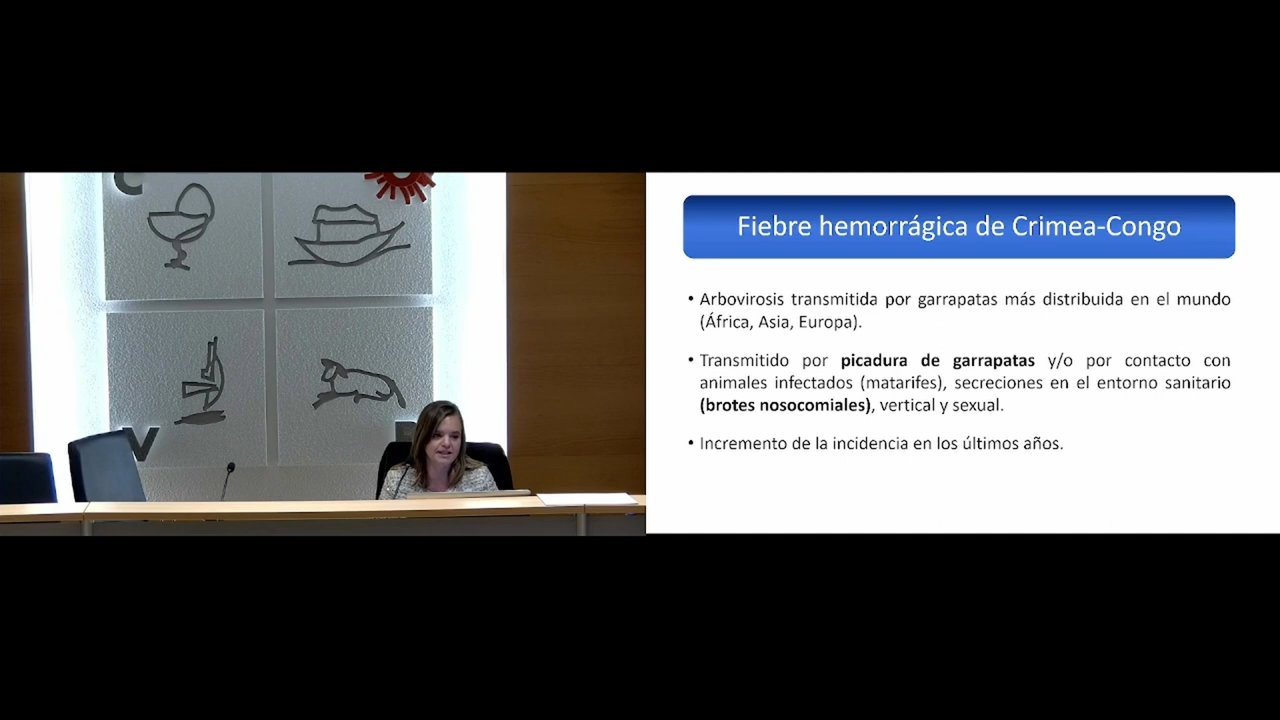 C
V
Fiebre hemorrágica de Crimea-Congo
• Arbovirosis transmitida por garrapatas más distribuida en el mundo
(África, Asia, Europa).
• Transmitido por picadura de garrapatas y/o por contacto con
animales infectados (matarifes), secreciones en el entorno sanitario
(brotes nosocomiales), vertical y sexual.
• Incremento de la incidencia en los últimos años.